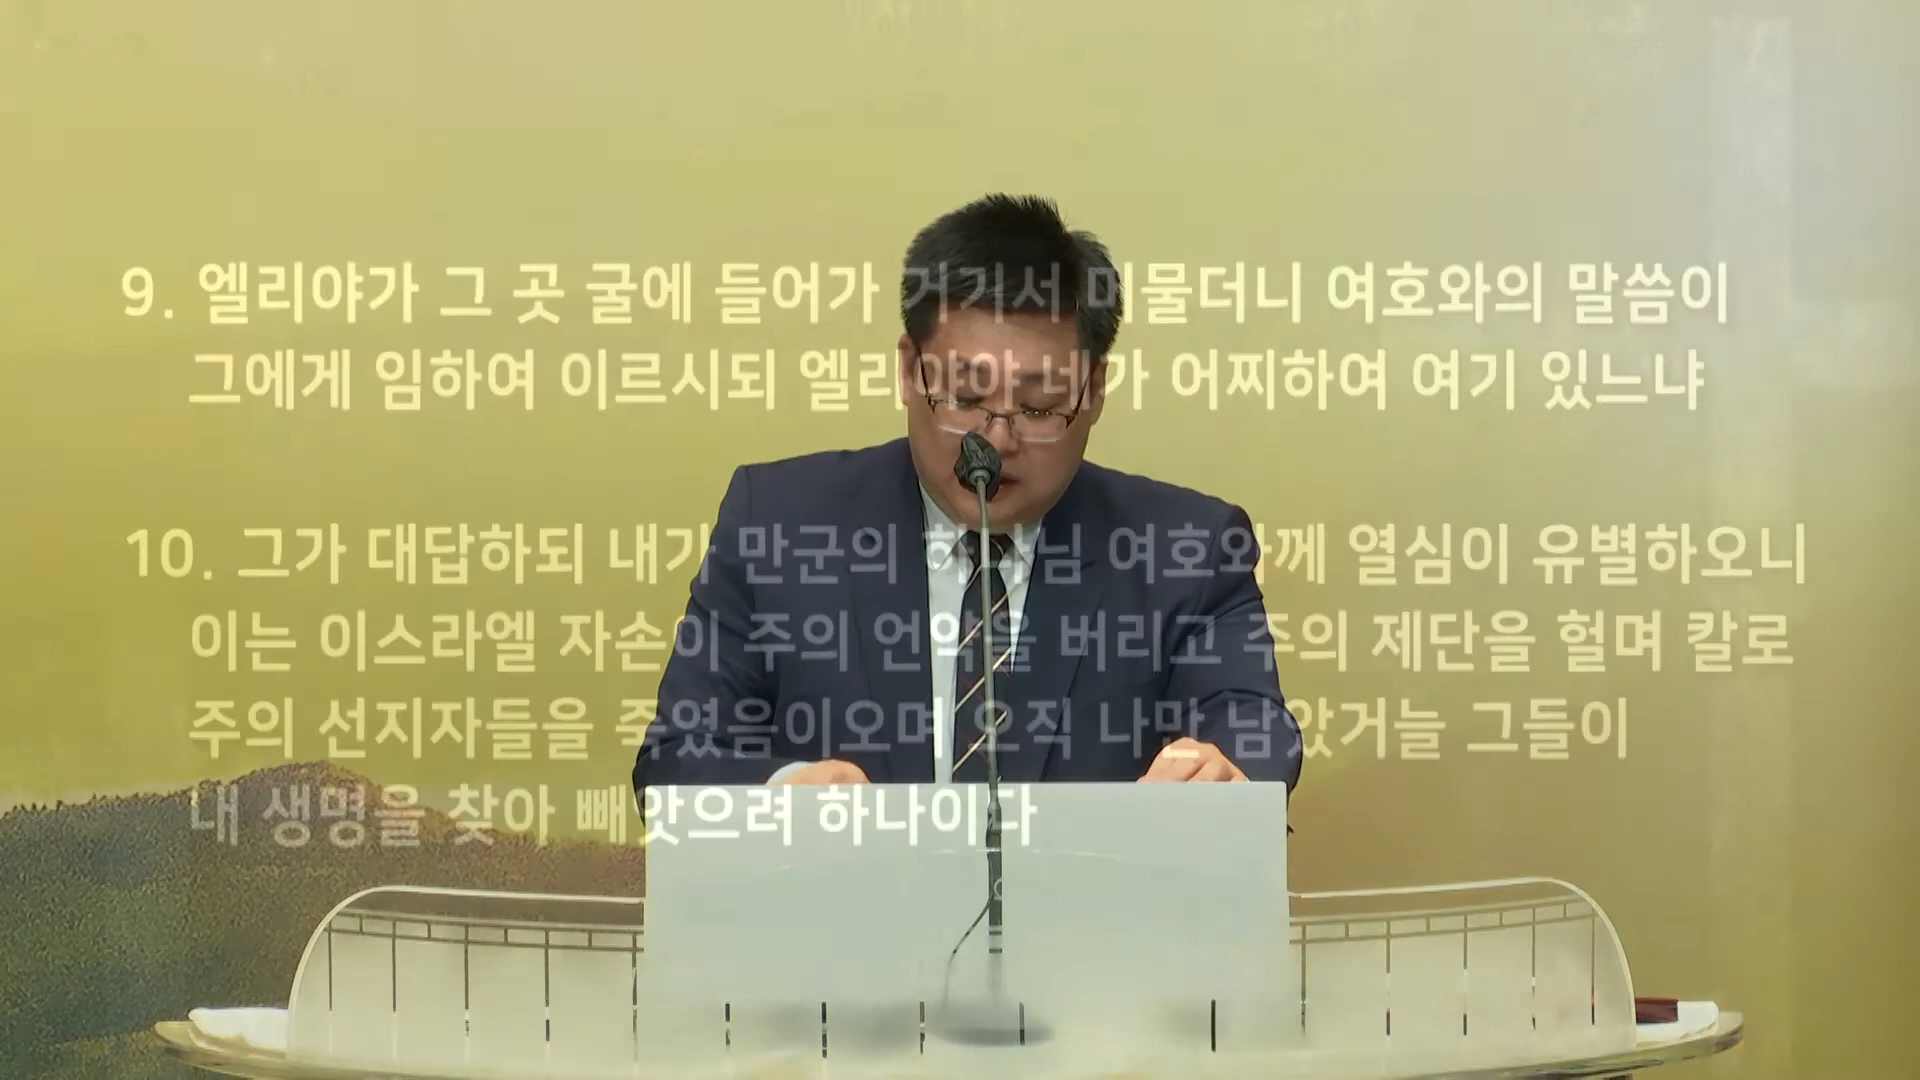 9. 엘리야가 그 곳 굴에 들어가 거기서 머물더니 여호와의 말씀이
그에게 임하여 이르시되 엘리야야 네가 어찌하여 여기 있느냐
10. 그가 대답하되 내가 만군의 하나님 여호와께 열심이 유별하오니
이는 이스라엘 자손이 주의 언약을 버리고 주의 제단을 헐며 칼로
주의 선지자들을 죽였음이오며 오직 나만 남았거늘 그들이
내 생명을 찾아 빼앗으려 하나이다